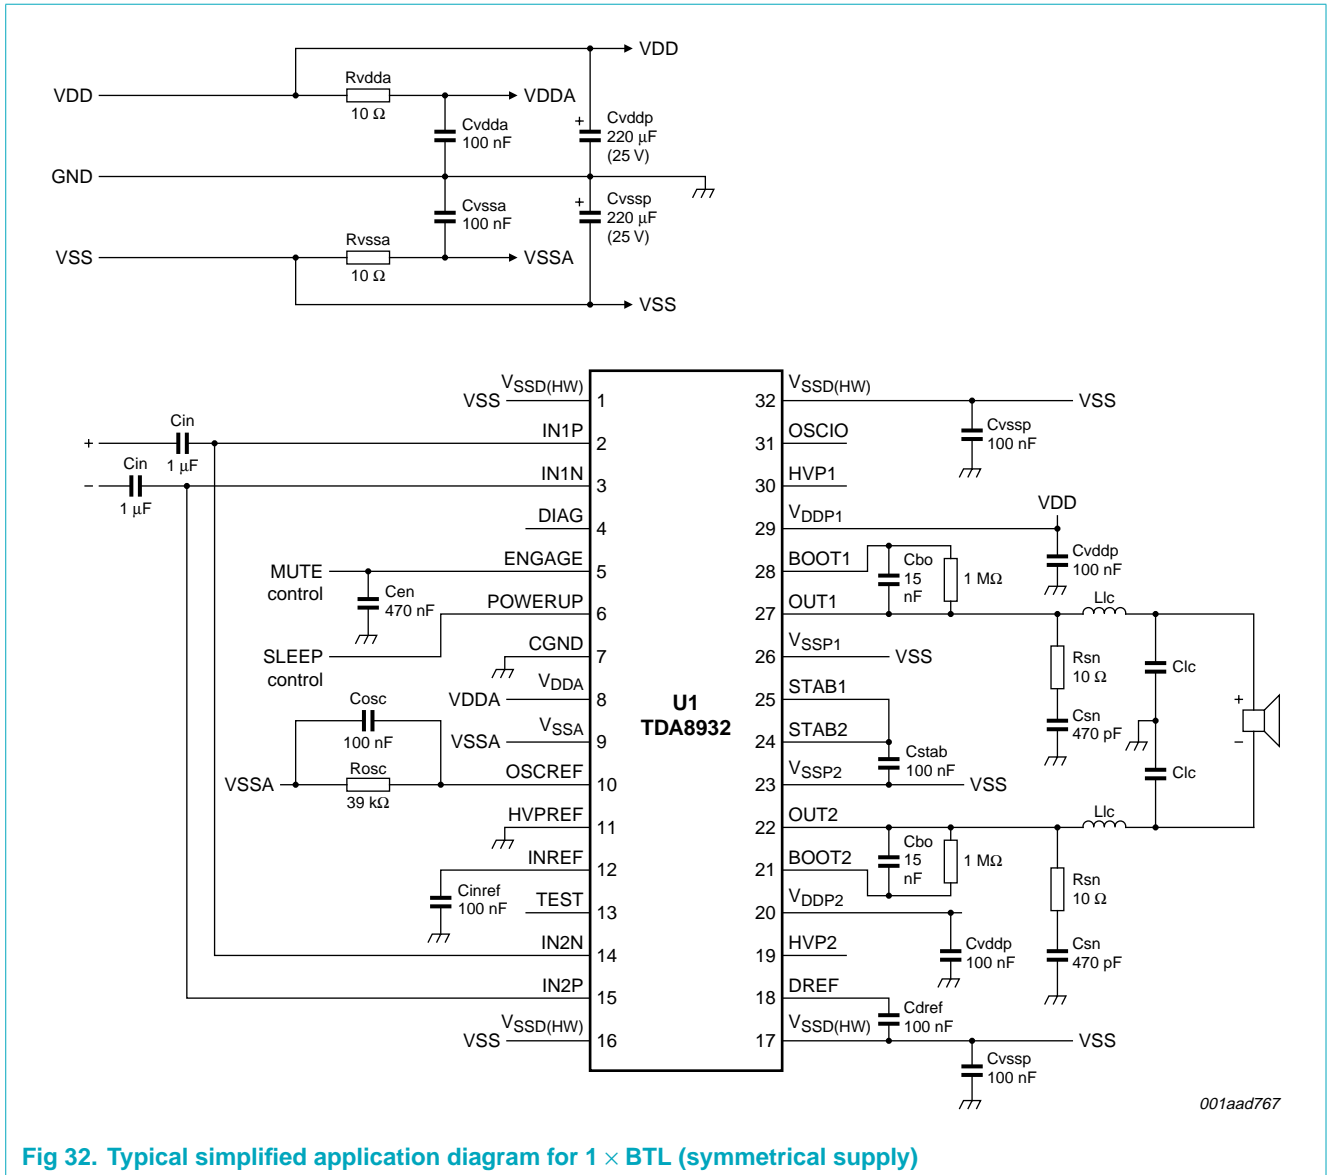 VDD
VDD
Rvdda
10 Ω
VDDA
Cvdda
100 nF
+
Cvddp
220 μF
(25 V)
GND
Cvssa
100 nF
+
Cvssp
220 μF
(25 V)
VSS
Rvssa
10 Ω
VSSA
VSS
VSSD(HW)
VSS
1
Cin
+
1 μF
IN1P
2
Cin
−
1 μF
IN1N
3
DIAG
4
MUTE
control
ENGAGE
5
Cen
470 nF
POWERUP
6
SLEEP
control
CGND
7
VDDA
VDDA
8
VSSA
VSSA
9
Cosc
100 nF
VSSA
Rosc
39 kΩ
OSCREF
10
HVPREF
11
INREF
12
Cinref
100 nF
TEST
13
IN2N
14
IN2P
15
VSSD(HW)
VSS
16
U1
TDA8932
32
VSSD(HW)
VSS
Cvssp
100 nF
31
OSCIO
30
HVP1
29
VDDP1
VDD
Cvddp
100 nF
28
BOOT1
Cbo
15
nF
1 MΩ
27
OUT1
Llc
26
VSSP1
VSS
Rsn
10 Ω
Clc
25
STAB1
Csn
470 pF
+
−
24
STAB2
Cstab
100 nF
23
VSSP2
VSS
Clc
22
OUT2
Llc
Cbo
15
nF
1 MΩ
21
BOOT2
Rsn
10 Ω
20
VDDP2
Cvddp
100 nF
Csn
470 pF
19
HVP2
18
DREF
Cdref
100 nF
17
VSSD(HW)
VSS
Cvssp
100 nF
001aad767
Fig 32. Typical simplified application diagram for 1 × BTL (symmetrical supply)